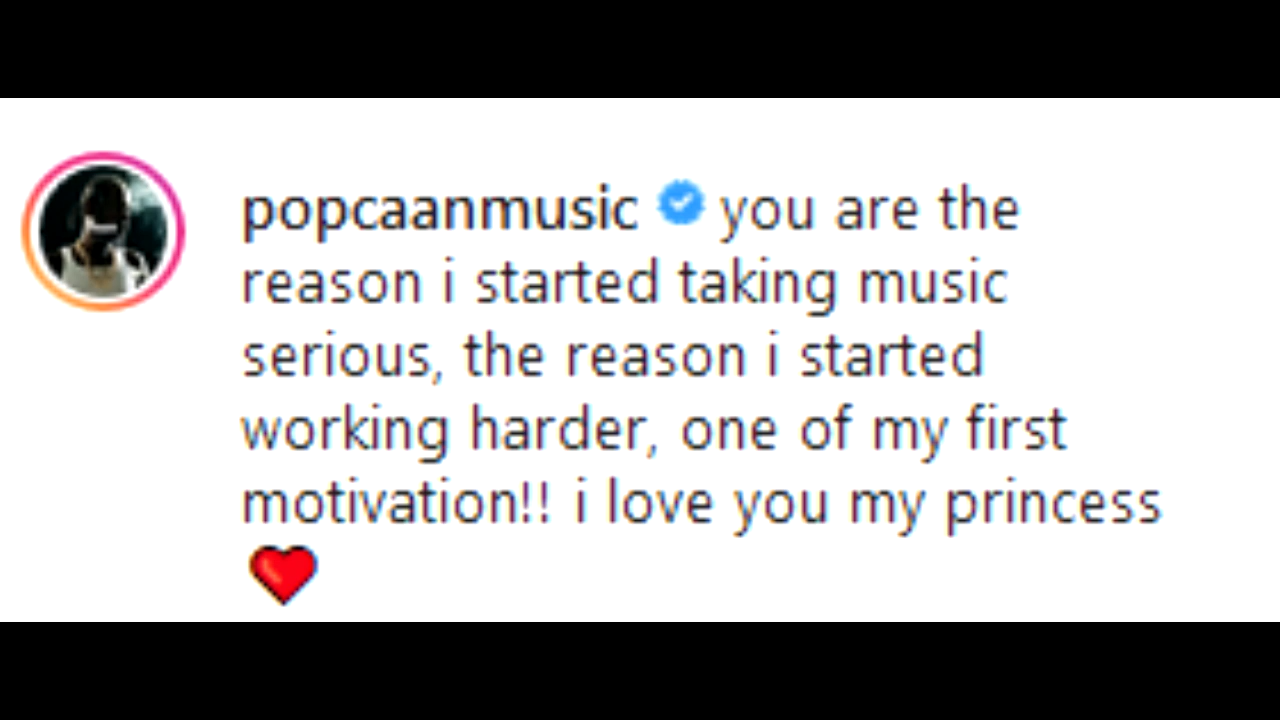 popcaanmusic you are the
reason i started taking music
serious, the reason i started
working harder, one of my first
motivation!! i love you my princess
❤️